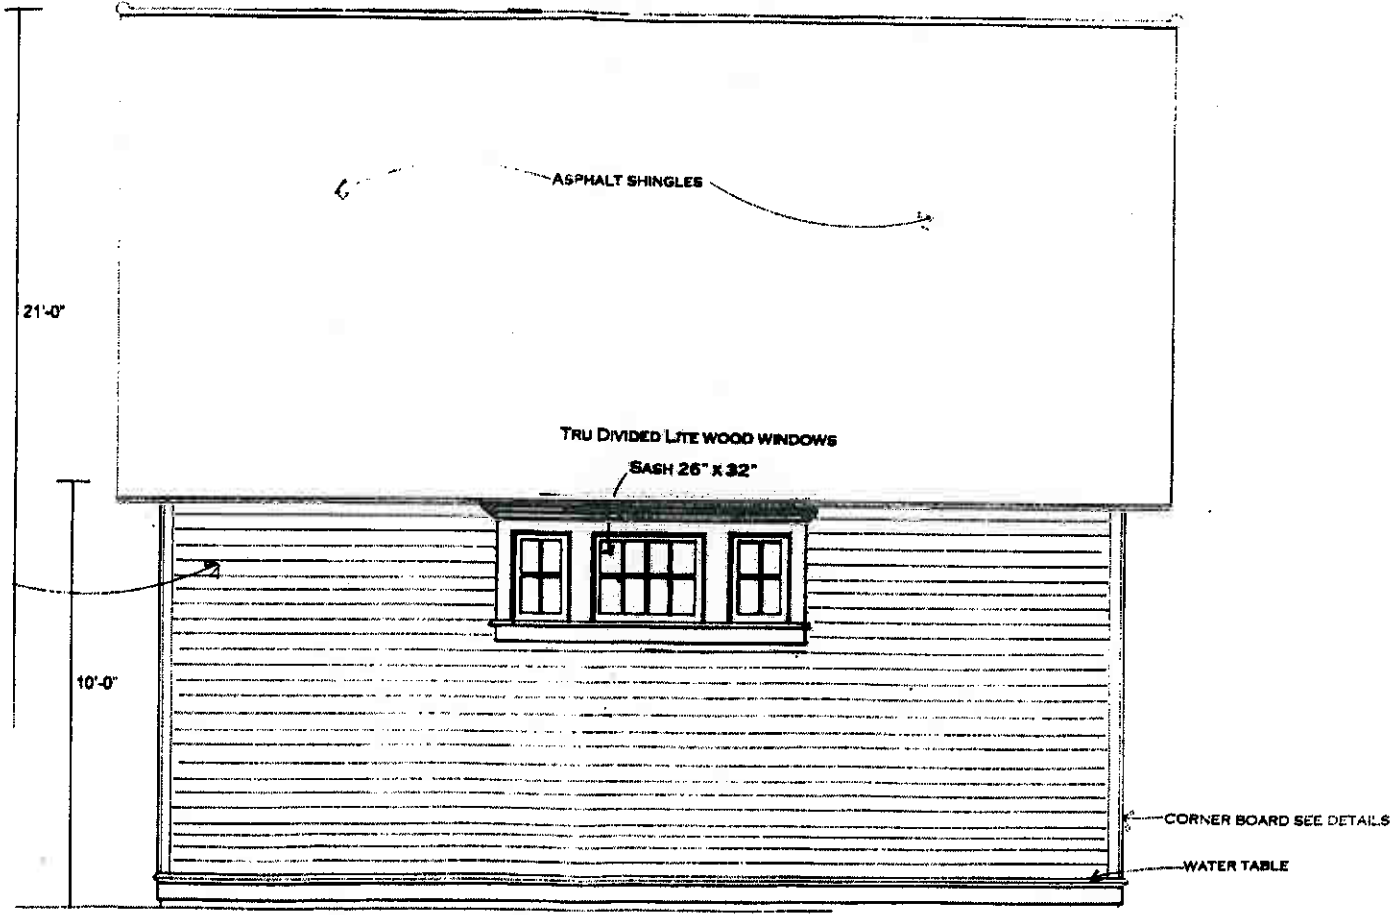 ASPHALT SHINGLES
21'-0"
TRU DIVIDED LITE WOOD WINDOWS
SASH 26" X 32"
10'-0"
CORNER BOARD SEE DETAILS
WATER TABLE